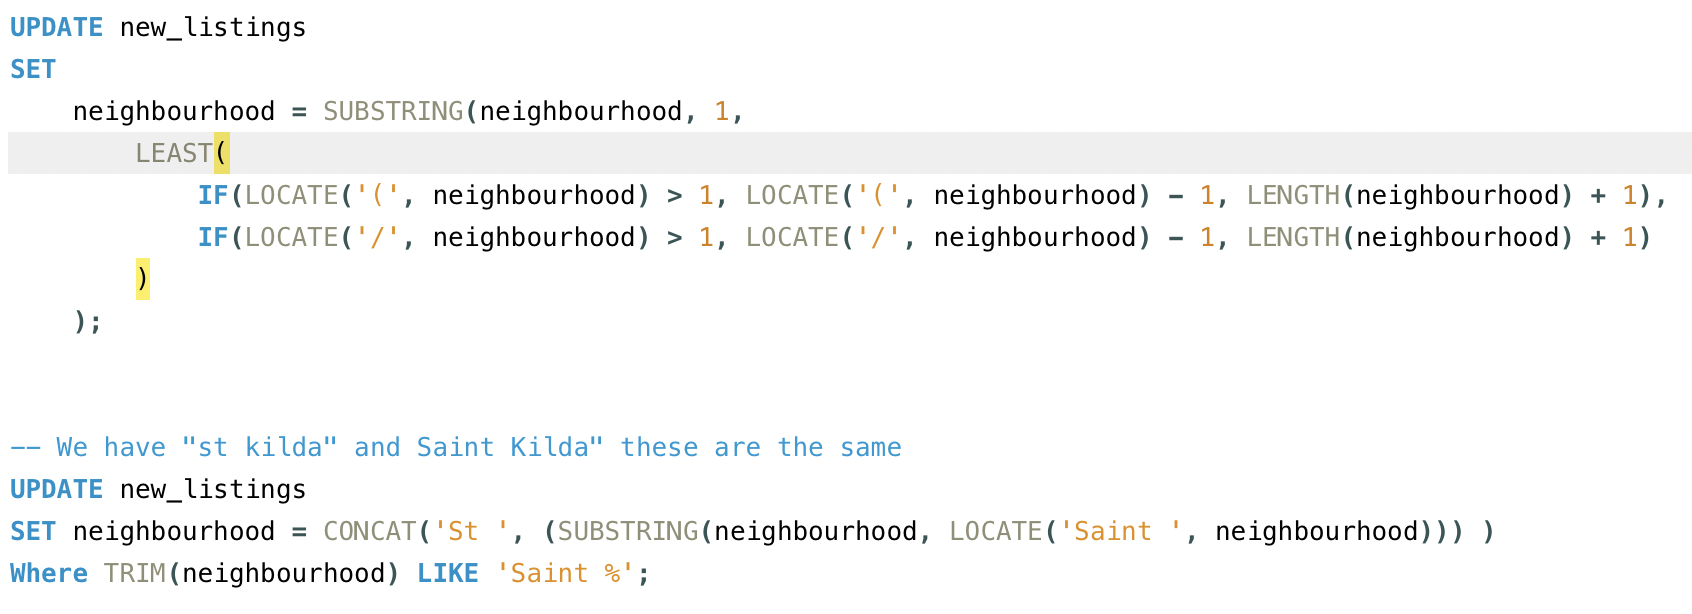 UPDATE new_listings
SET
neighbourhood = SUBSTRING(neighbourhood, 1,
LEAST(
IF(LOCATE('(', neighbourhood) > 1, LOCATE('(', neighbourhood) - 1, LENGTH(neighbourhood) + 1),
IF(LOCATE('/', neighbourhood) > 1, LOCATE('/', neighbourhood) - 1, LENGTH(neighbourhood) + 1)
)
);
-- We have "st kilda" and Saint Kilda" these are the same
UPDATE new_listings
SET neighbourhood = CONCAT('St ', (SUBSTRING(neighbourhood, LOCATE('Saint ', neighbourhood))) )
Where TRIM(neighbourhood) LIKE 'Saint %';